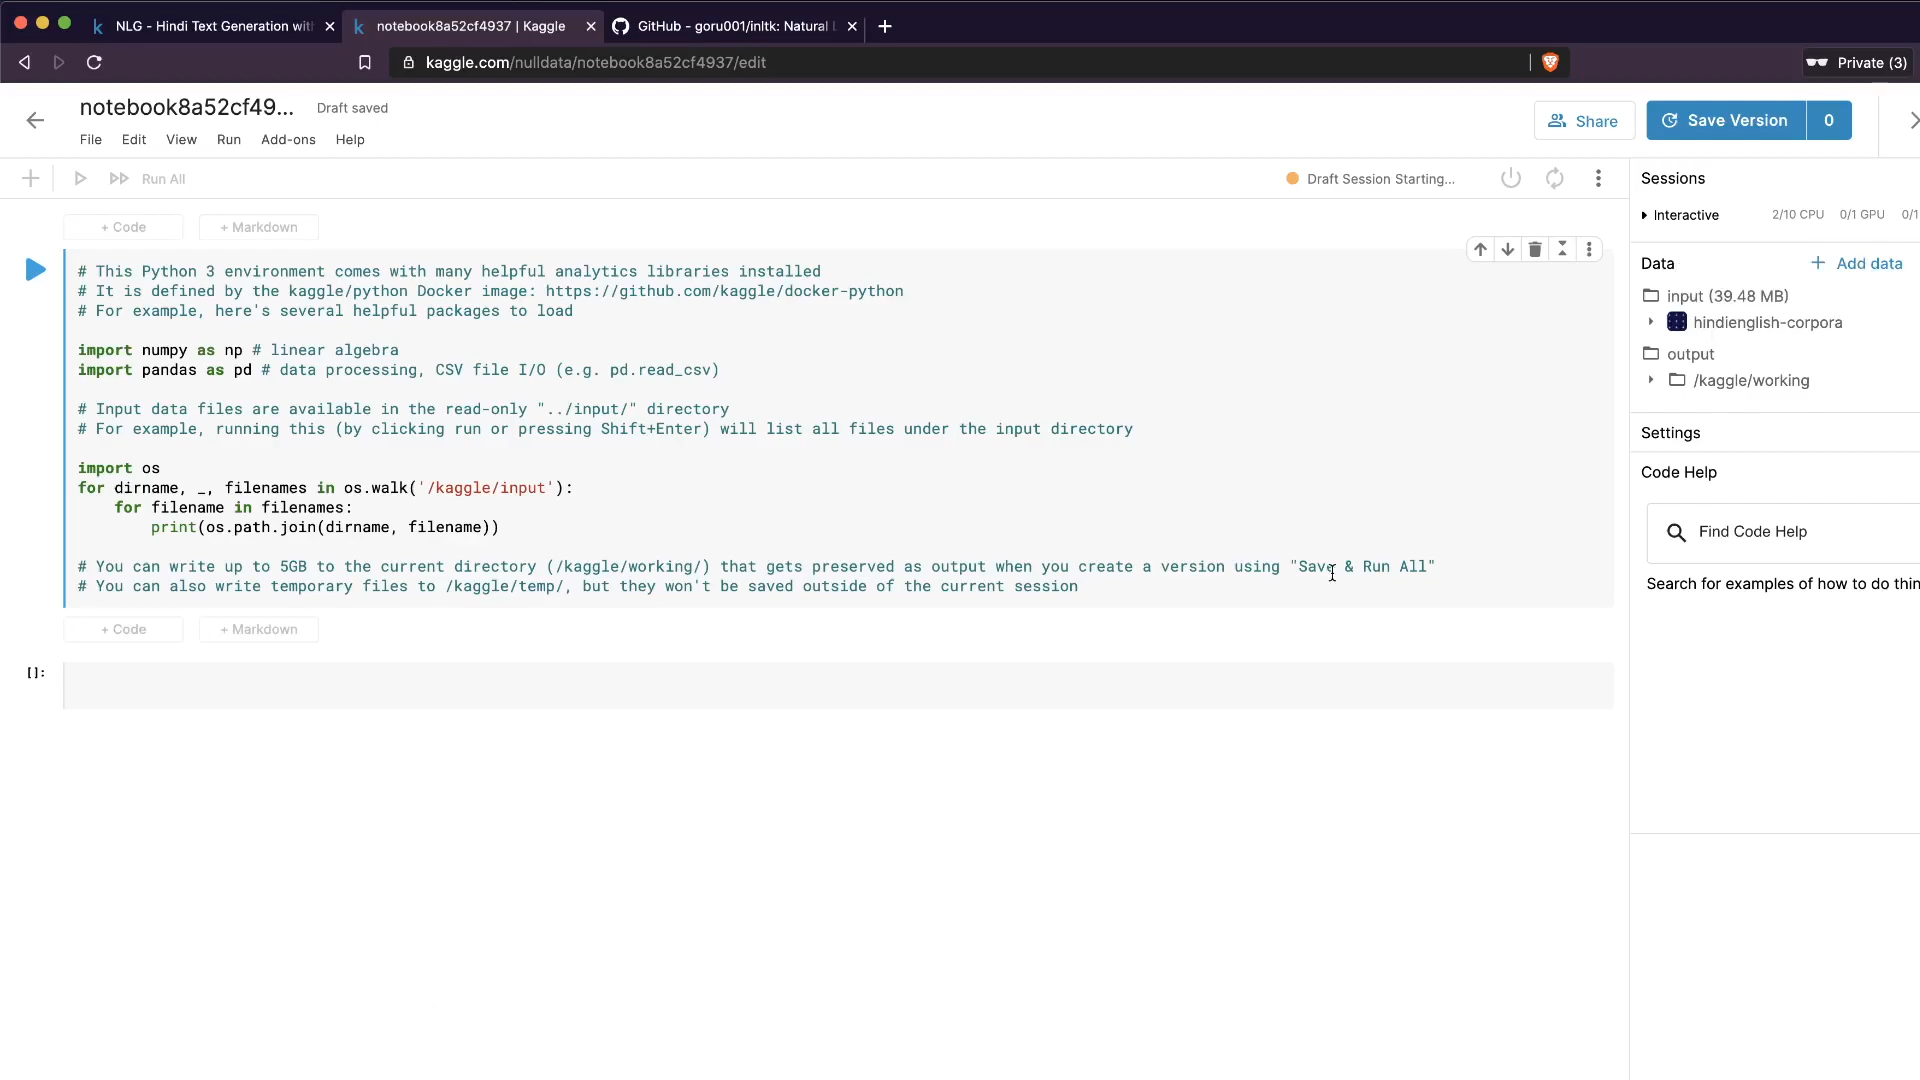 NLG - Hindi Text Generation wit
notebook8a52cf4937 | Kaggle
GitHub - goru001/inltk: Natural
kaggle.com/nulldata/notebook8a52cf4937/edit
Private (3)
notebook8a52cf49...
Draft saved
File Edit View Run Add-ons Help
Share
Save Version
0
Run All
Draft Session Starting...
+ Code
+ Markdown
# This Python 3 environment comes with many helpful analytics libraries installed
# It is defined by the kaggle/python Docker image: https://github.com/kaggle/docker-python
# For example, here's several helpful packages to load
import numpy as np # linear algebra
import pandas as pd # data processing, CSV file I/O (e.g. pd.read_csv)
# Input data files are available in the read-only "../input/" directory
# For example, running this (by clicking run or pressing Shift+Enter) will list all files under the input directory
import os
for dirname, _, filenames in os.walk('/kaggle/input'):
    for filename in filenames:
        print(os.path.join(dirname, filename))
# You can write up to 5GB to the current directory (/kaggle/working/) that gets preserved as output when you create a version using "Save & Run All"
# You can also write temporary files to /kaggle/temp/, but they won't be saved outside of the current session
+ Code
+ Markdown
[]:
Sessions
Interactive
2/10 CPU
0/1 GPU
0/1
Data
+ Add data
input (39.48 MB)
hindienglish-corpora
output
/kaggle/working
Settings
Code Help
Find Code Help
Search for examples of how to do thin